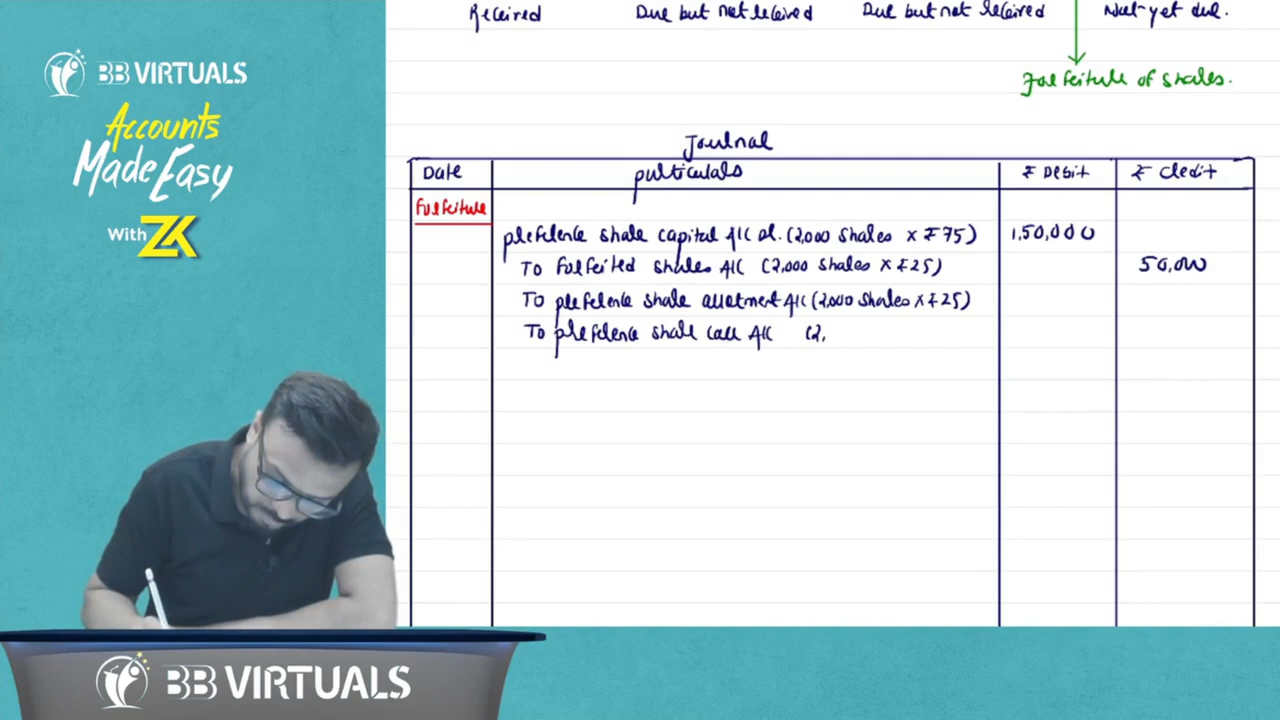 Received Due but not received Due but not received Not yet due.
Forfeiture of shares.
BB VIRTUALS
Accounts
Made Easy
With ZK
Journal
Date particulars ₹ Debit ₹ Credit
Forfeiture
preference share capital A/C dr. (2,000 shares x ₹75) 1,50,000
To forfeited shares A/C (2,000 shares x ₹25) 50,000
To preference share allotment A/C (2,000 shares x ₹25)
To preference share call A/C (2,
BB VIRTUALS